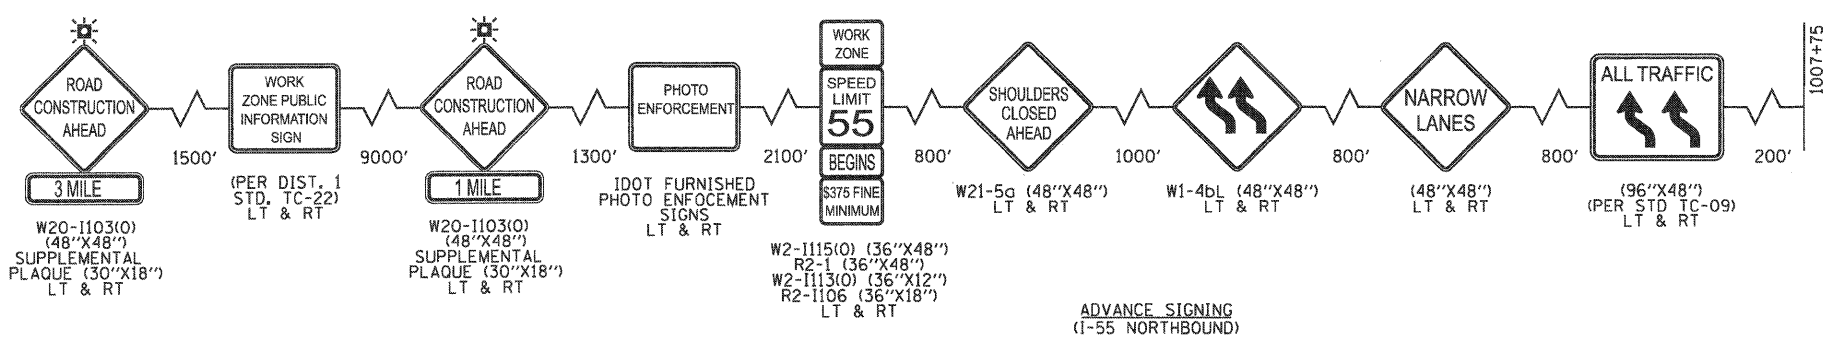 ROAD
CONSTRUCTION
AHEAD
3 MILE
W20-I103(O)
(48"X48")
SUPPLEMENTAL
PLAQUE (30"X18")
LT & RT
1500'
WORK
ZONE PUBLIC
INFORMATION
SIGN
(PER DIST. 1
STD. TC-22)
LT & RT
9000'
ROAD
CONSTRUCTION
AHEAD
1 MILE
W20-I103(O)
(48"X48")
SUPPLEMENTAL
PLAQUE (30"X18")
LT & RT
1300'
PHOTO
ENFORCEMENT
IDOT FURNISHED
PHOTO ENFOCEMENT
SIGNS
LT & RT
2100'
WORK
ZONE
SPEED
LIMIT
55
BEGINS
$375 FINE
MINIMUM
W2-I115(O) (36"X48")
R2-1 (36"X48")
W2-I113(O) (36"X12")
R2-I106 (36"X18")
LT & RT
800'
SHOULDERS
CLOSED
AHEAD
W21-5a (48"X48")
LT & RT
1000'
W1-4bL (48"X48")
LT & RT
800'
NARROW
LANES
(48"X48")
LT & RT
800'
ALL TRAFFIC
(96"X48")
(PER STD TC-09)
LT & RT
200'
1007+75
ADVANCE SIGNING
(I-55 NORTHBOUND)